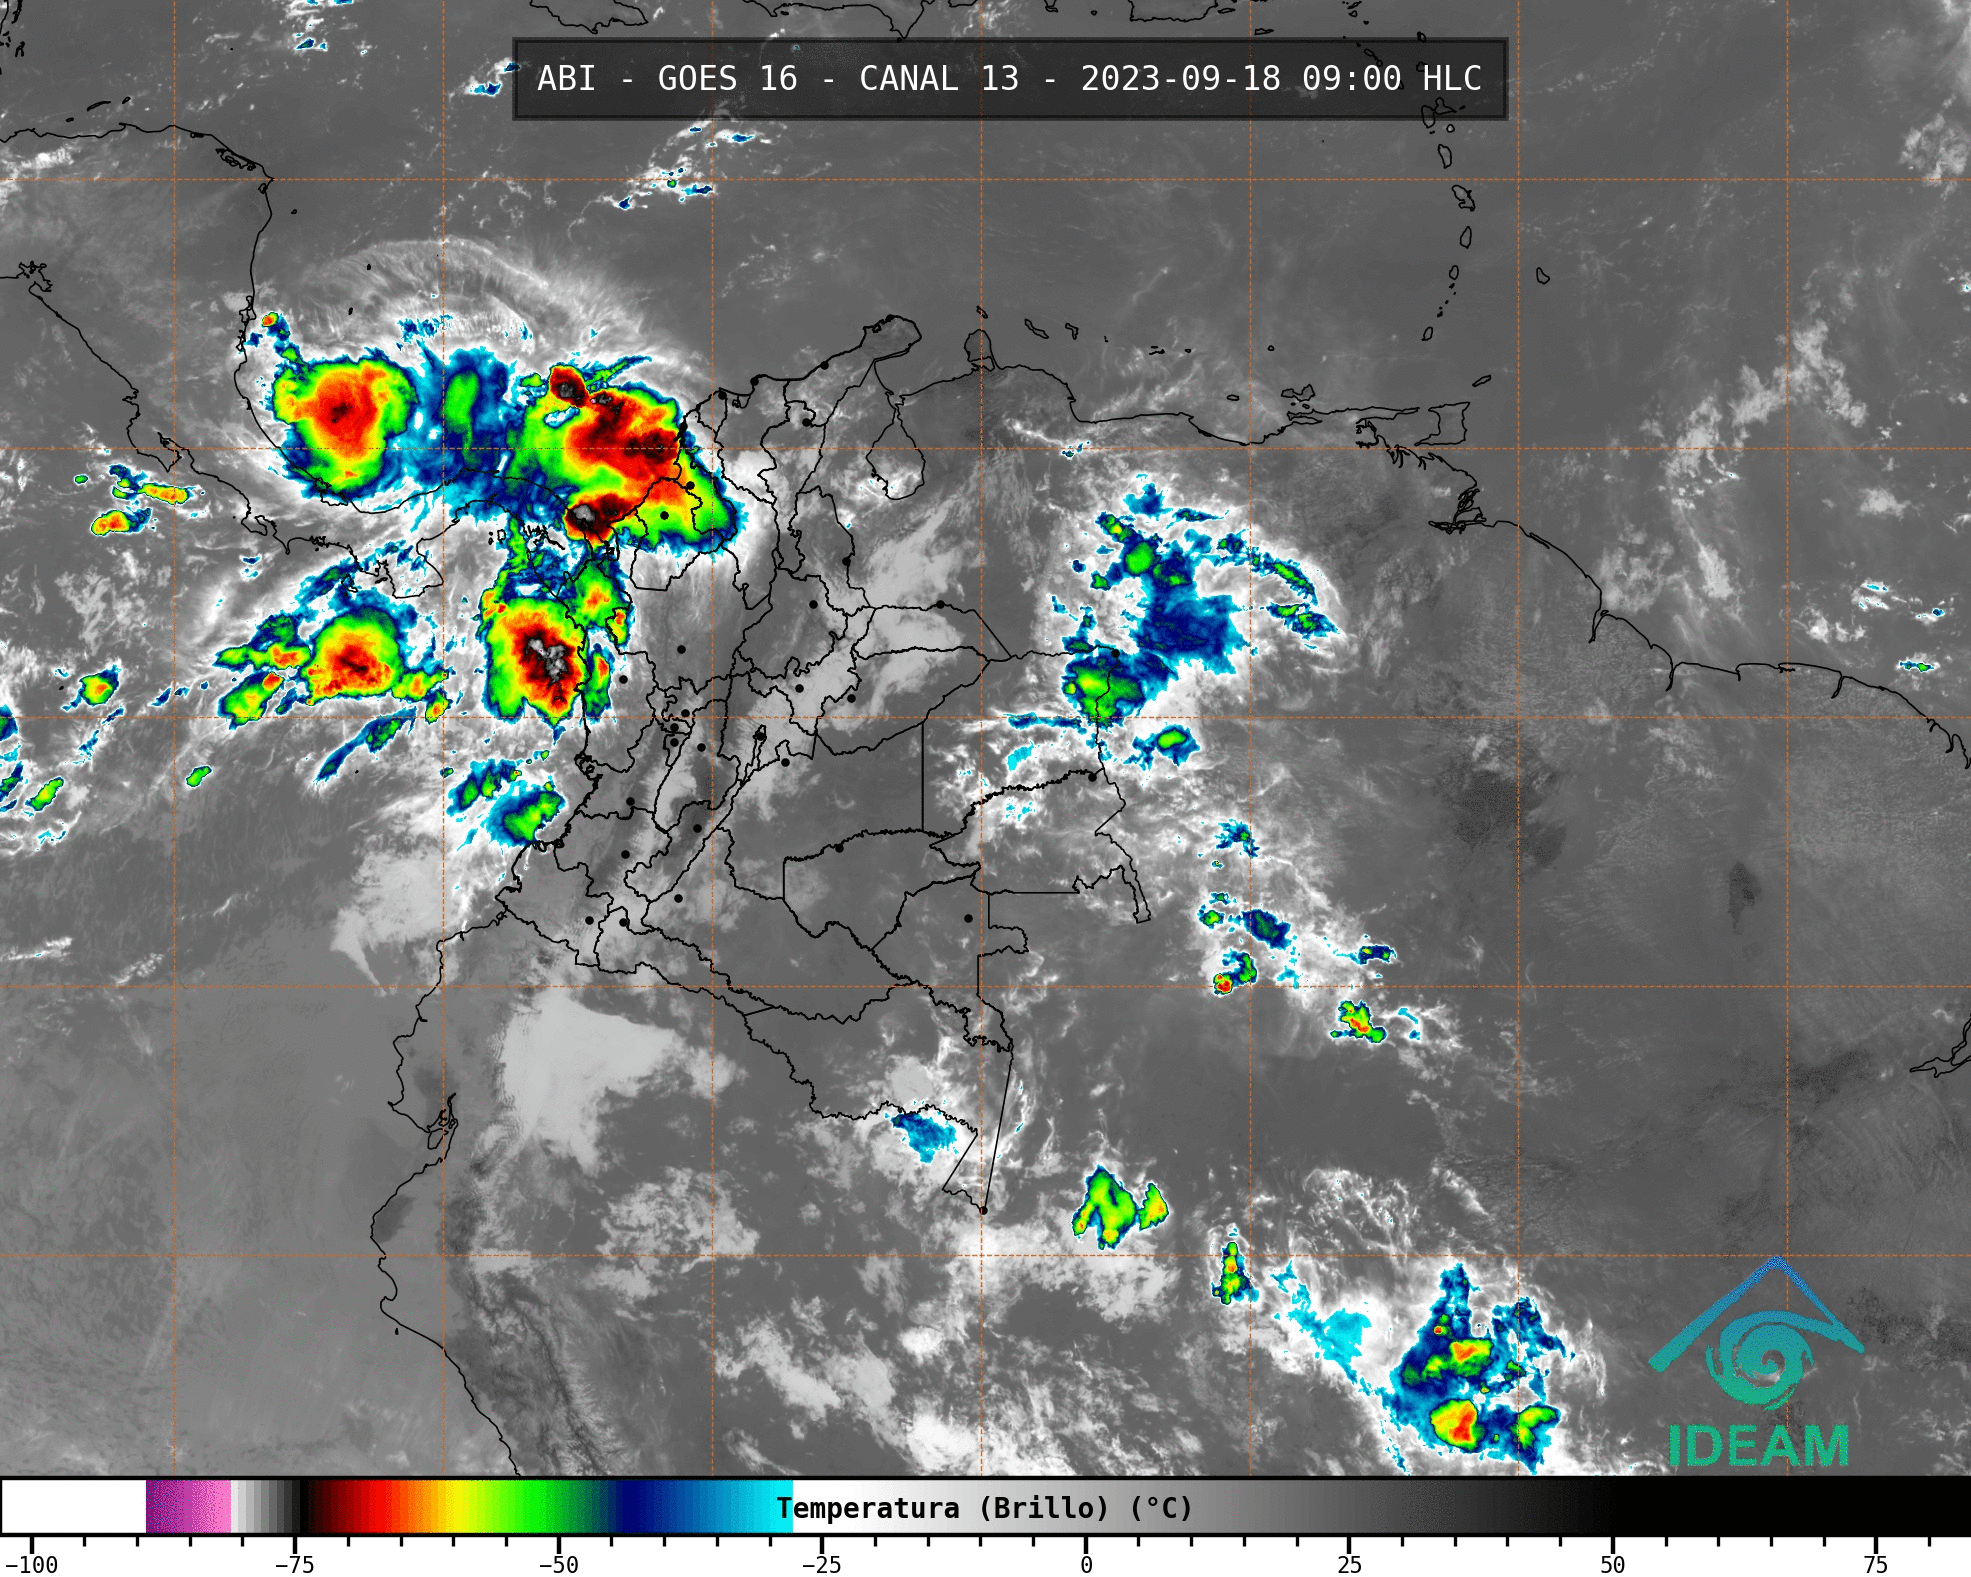 ABI - GOES 16 - CANAL 13 - 2023-09-18 09:00 HLC
IDEAM
Temperatura (Brillo) (°C)
−100 −75 −50 −25 0 25 50 75